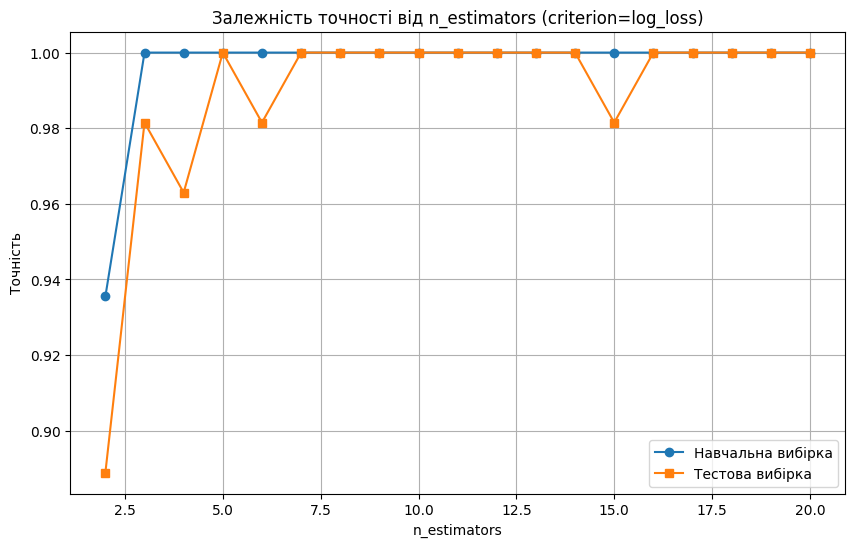 Залежність точності від n_estimators (criterion=log_loss)
1.00
0.98
0.96
0.94
0.92
0.90
Точність
Навчальна вибірка
Тестова вибірка
2.5 5.0 7.5 10.0 12.5 15.0 17.5 20.0
n_estimators